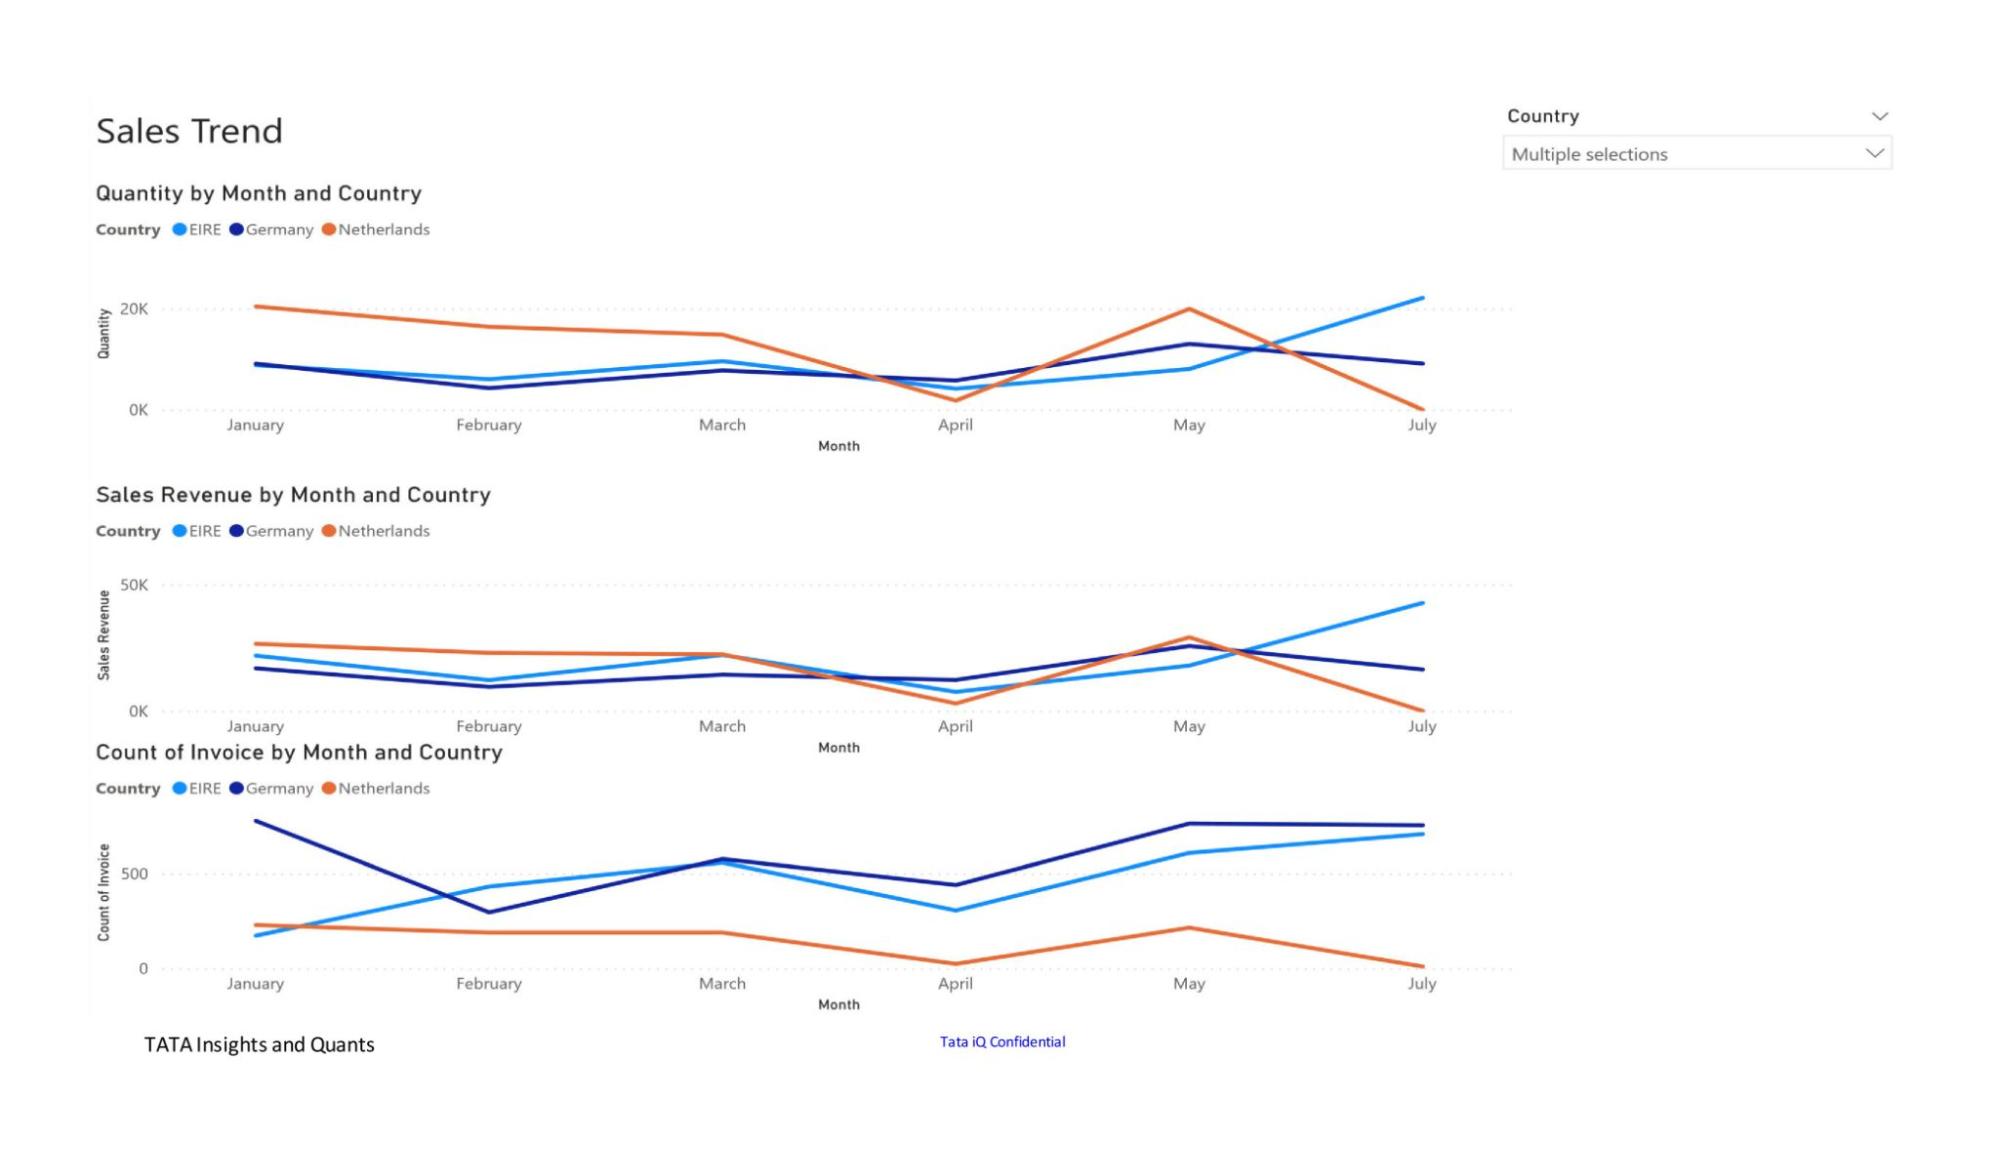 Sales Trend
Country
Multiple selections
Quantity by Month and Country
Country EIRE Germany Netherlands
Quantity
20K
0K
January February March April May July
Month
Sales Revenue by Month and Country
Country EIRE Germany Netherlands
Sales Revenue
50K
0K
January February March April May July
Month
Count of Invoice by Month and Country
Country EIRE Germany Netherlands
Count of Invoice
500
0
January February March April May July
Month
TATA Insights and Quants
Tata iQ Confidential